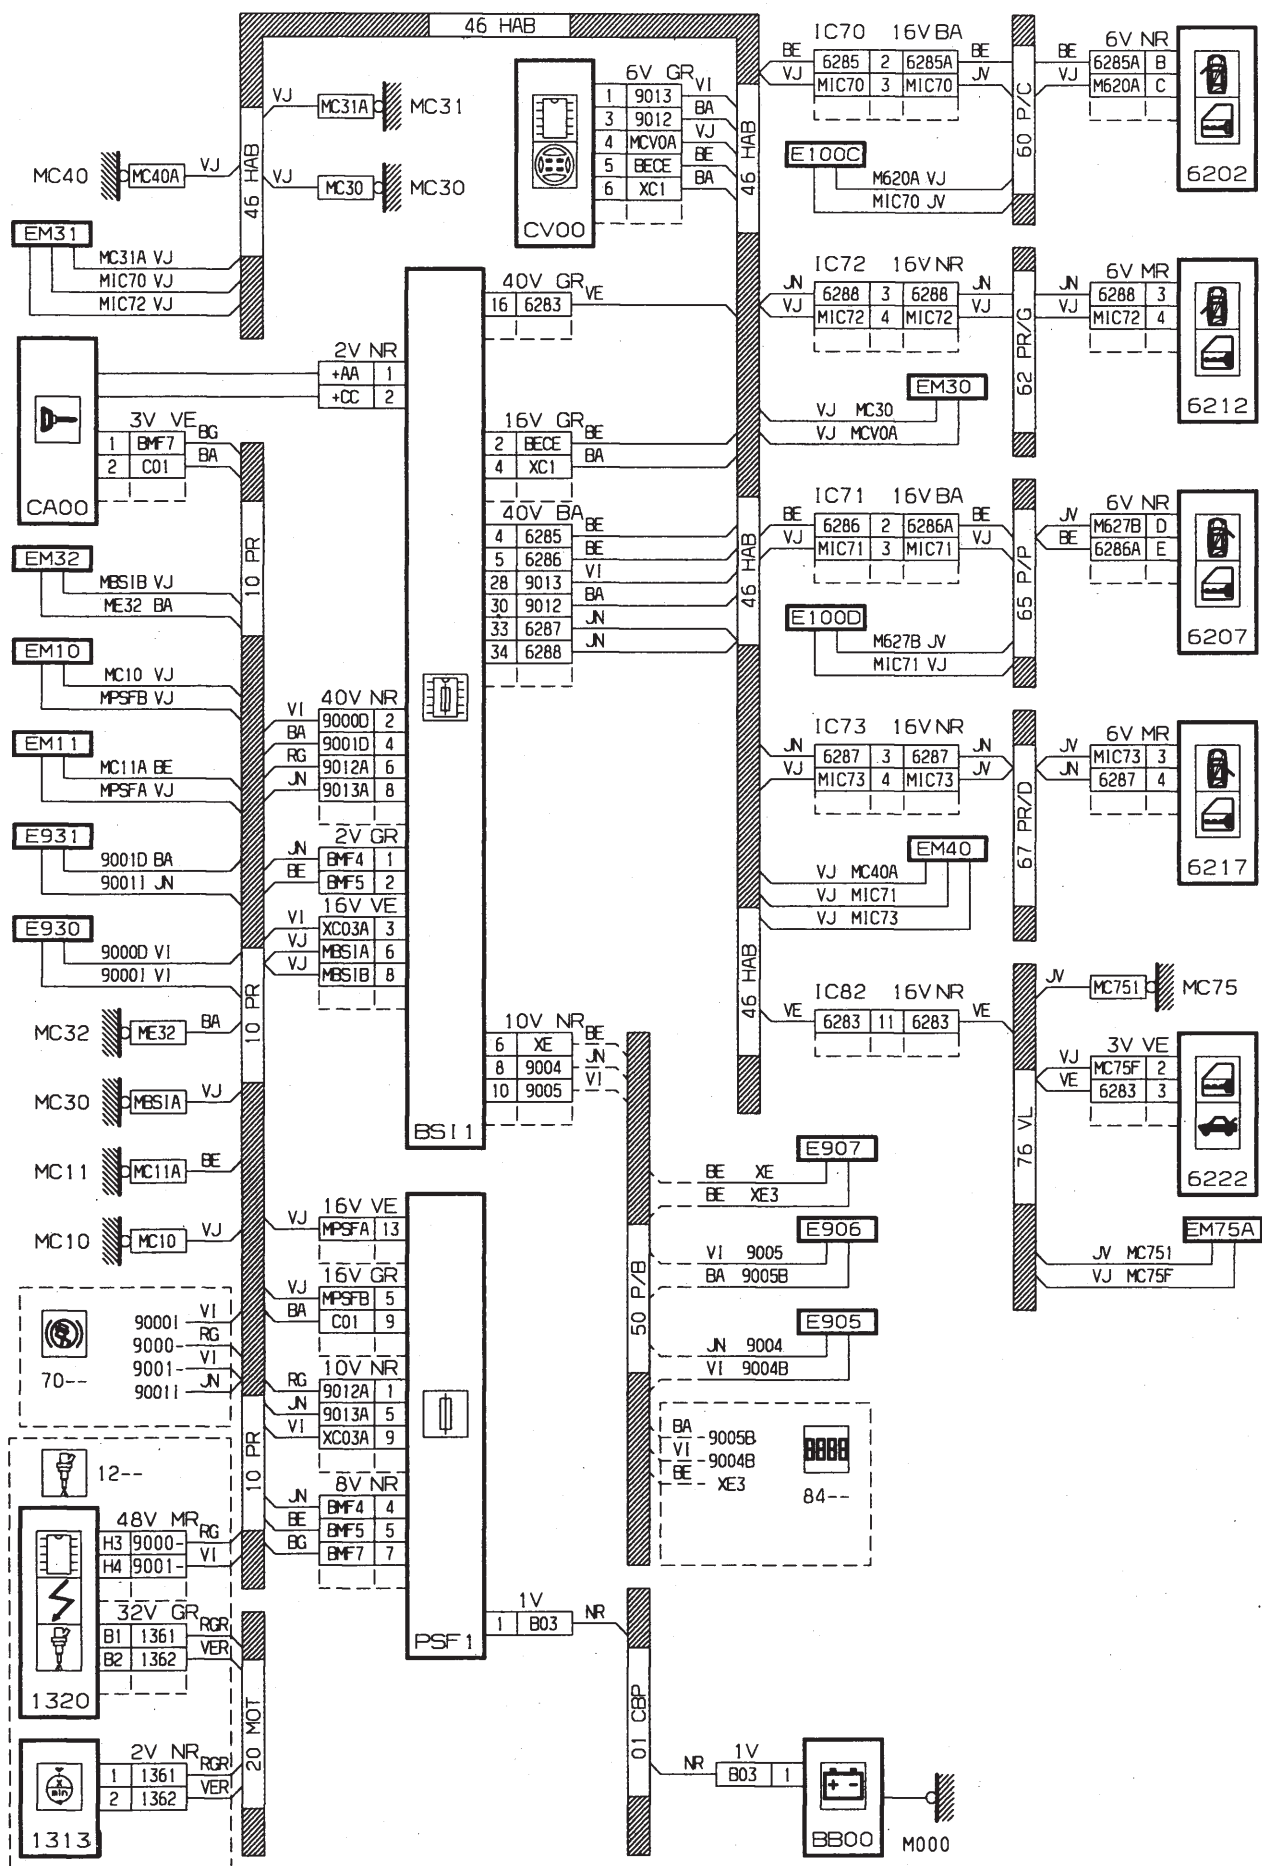 46 HAB
46 HAB
VJ
MC31A
MC31
MC40
MC40A
VJ
VJ
MC30
MC30
EM31
MC31A VJ
MIC70 VJ
MIC72 VJ
6V GR
1 9013 VI
3 9012 BA
4 MCV0A VJ
5 BECE BE
6 XC1 BA
CV00
46 HAB
IC70 16V BA
BE 6285 2 6285A BE
VJ MIC70 3 MIC70 JV
60 P/C
6V NR
BE 6285A B
VJ M620A C
6202
E100C
M620A VJ
MIC70 JV
IC72 16V NR
JN 6288 3 6288 JN
VJ MIC72 4 MIC72 VJ
62 PR/G
6V MR
JN 6288 3
VJ MIC72 4
6212
EM30
VJ MC30
VJ MCV0A
CA00
3V VE
1 BMF7 BG
2 C01 BA
2V NR
+AA 1
+CC 2
40V GR
16 6283 VE
16V GR
2 BECE BE
4 XC1 BA
40V BA
4 6285 BE
5 6286 BE
28 9013 VI
30 9012 BA
33 6287 JN
34 6288 JN
46 HAB
IC71 16V BA
BE 6286 2 6286A BE
VJ MIC71 3 MIC71 VJ
65 P/P
6V NR
JV M627B D
BE 6286A E
6207
E100D
M627B JV
MIC71 VJ
10 PR
EM32
MBSIB VJ
ME32 BA
EM10
MC10 VJ
MPSFB VJ
EM11
MC11A BE
MPSFA VJ
E931
9001D BA
9001I JN
E930
9000D VI
9000I VI
40V NR
VI 9000D 2
BA 9001D 4
RG 9012A 6
JN 9013A 8
2V GR
JN BMF4 1
BE BMF5 2
16V VE
VI XC03A 3
VJ MBSIA 6
VJ MBSIB 8
10V NR
6 XE BE
8 9004 JN
10 9005 VI
BSI1
IC73 16V NR
JN 6287 3 6287 JN
VJ MIC73 4 MIC73 JV
67 PR/D
6V MR
JV MIC73 3
JN 6287 4
6217
EM40
VJ MC40A
VJ MIC71
VJ MIC73
46 HAB
IC82 16V NR
VE 6283 11 6283 VE
76 VL
JV MC751 MC75
3V VE
VJ MC75F 2
VE 6283 3
6222
EM75A
JV MC751
VJ MC75F
10 PR
MC32 ME32 BA
MC30 MBSIA VJ
MC11 MC11A BE
MC10 MC10 VJ
70--
9000I VI
9000- RG
9001- VI
9001I JN
16V VE
VJ MPSFA 13
16V GR
VJ MPSFB 5
BA C01 9
10V NR
RG 9012A 1
JN 9013A 5
VI XC03A 9
8V NR
JN BMF4 4
BE BMF5 5
BG BMF7 7
PSF1
1V
1 B03 NR
50 P/B
E907
BE XE
BE XE3
E906
VI 9005
BA 9005B
E905
JN 9004
VI 9004B
BA 9005B
VI 9004B
BE XE3
8888
84--
10 PR
12--
48V MR
H3 9000- RG
H4 9001- VI
32V GR
B1 1361 RGR
B2 1362 VER
1320
20 MOT
2V NR
1 1361 RGR
2 1362 VER
x
min
1313
01 CBP
1V
NR B03 1
+ -
BB00
M000